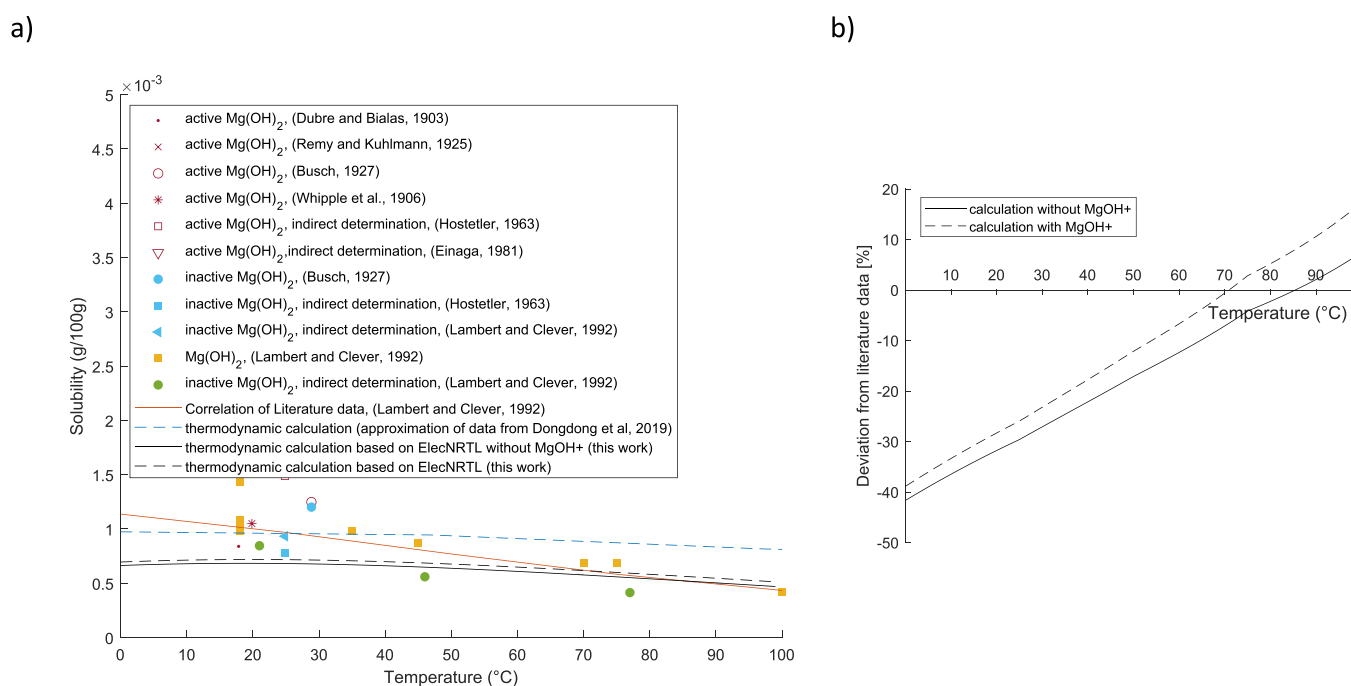 a)
×10⁻³
5
4.5
4
3.5
3
2.5
2
1.5
1
0.5
0
Solubility (g/100g)
active Mg(OH)₂, (Dubre and Bialas, 1903)
active Mg(OH)₂, (Remy and Kuhlmann, 1925)
active Mg(OH)₂, (Busch, 1927)
active Mg(OH)₂, (Whipple et al., 1906)
active Mg(OH)₂, indirect determination, (Hostetler, 1963)
active Mg(OH)₂,indirect determination, (Einaga, 1981)
inactive Mg(OH)₂, (Busch, 1927)
inactive Mg(OH)₂, indirect determination, (Hostetler, 1963)
inactive Mg(OH)₂, indirect determination, (Lambert and Clever, 1992)
Mg(OH)₂, (Lambert and Clever, 1992)
inactive Mg(OH)₂, indirect determination, (Lambert and Clever, 1992)
Correlation of Literature data, (Lambert and Clever, 1992)
thermodynamic calculation (approximation of data from Dongdong et al, 2019)
thermodynamic calculation based on ElecNRTL without MgOH+ (this work)
thermodynamic calculation based on ElecNRTL (this work)
0 10 20 30 40 50 60 70 80 90 100
Temperature (°C)
b)
20
10
0
-10
-20
-30
-40
-50
Deviation from literature data [%]
calculation without MgOH+
calculation with MgOH+
10 20 30 40 50 60 70 80 90
Temperature (°C)